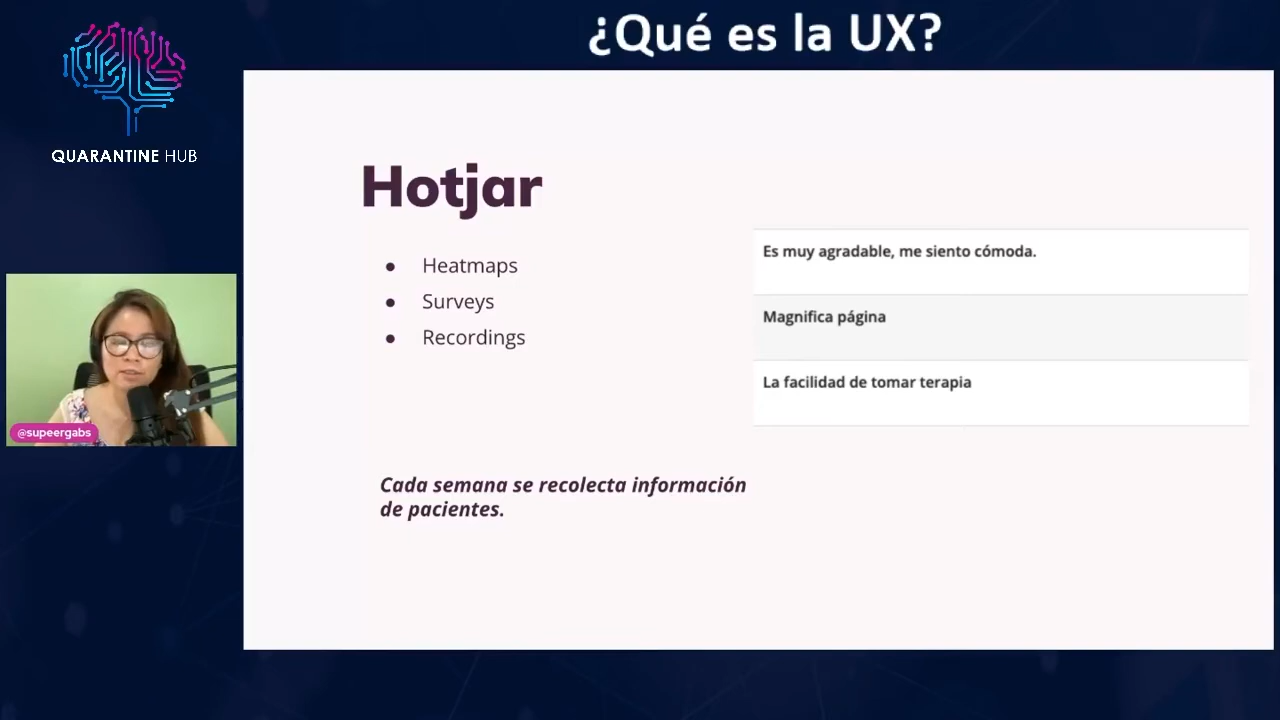 ¿Qué es la UX?
QUARANTINE HUB
Hotjar
● Heatmaps
● Surveys
● Recordings
Es muy agradable, me siento cómoda.
Magnifica página
La facilidad de tomar terapia
Cada semana se recolecta información
de pacientes.
@supeergabs